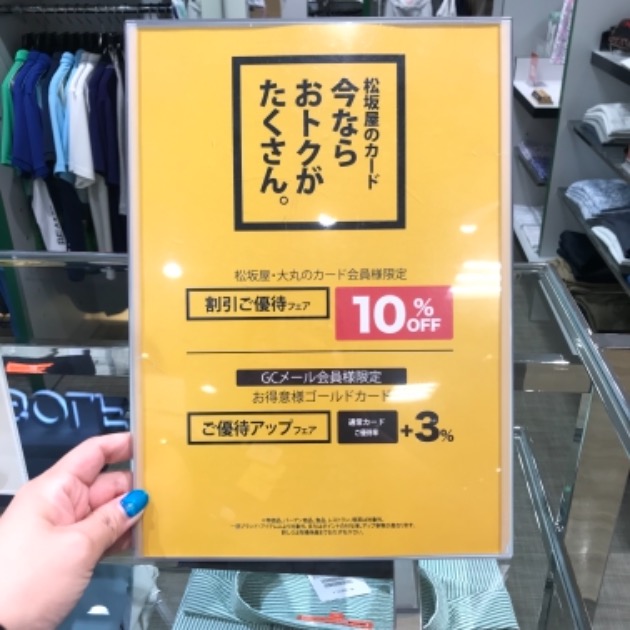 松坂屋のカード
今なら
おトクが
たくさん。
松坂屋・大丸のカード会員様限定
割引ご優待フェア
10%
OFF
GCメール会員様限定
お得意様ゴールドカード
ご優待アップフェア
通常カード
ご優待率
+3%